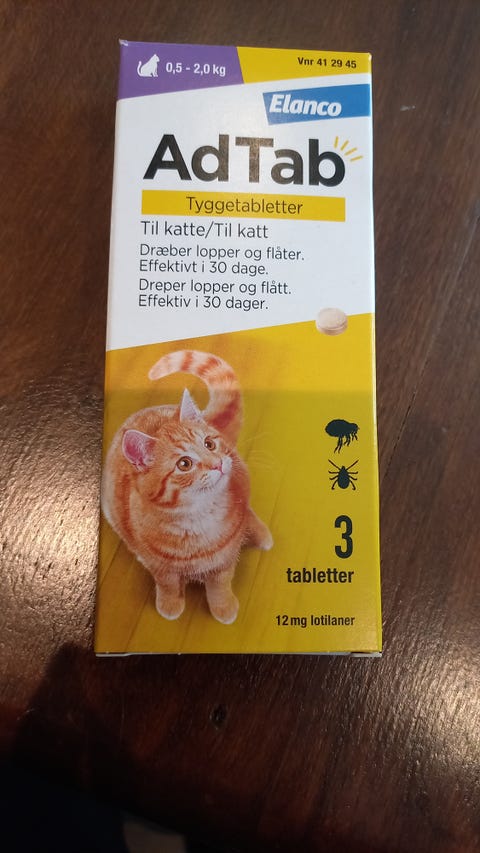 0,5 - 2,0 kg
Vnr 41 29 45
Elanco
AdTab
Tyggetabletter
Til katte/Til katt
Dræber lopper og flåter.
Effektivt i 30 dage.
Dreper lopper og flått.
Effektiv i 30 dager.
3
tabletter
12 mg lotilaner